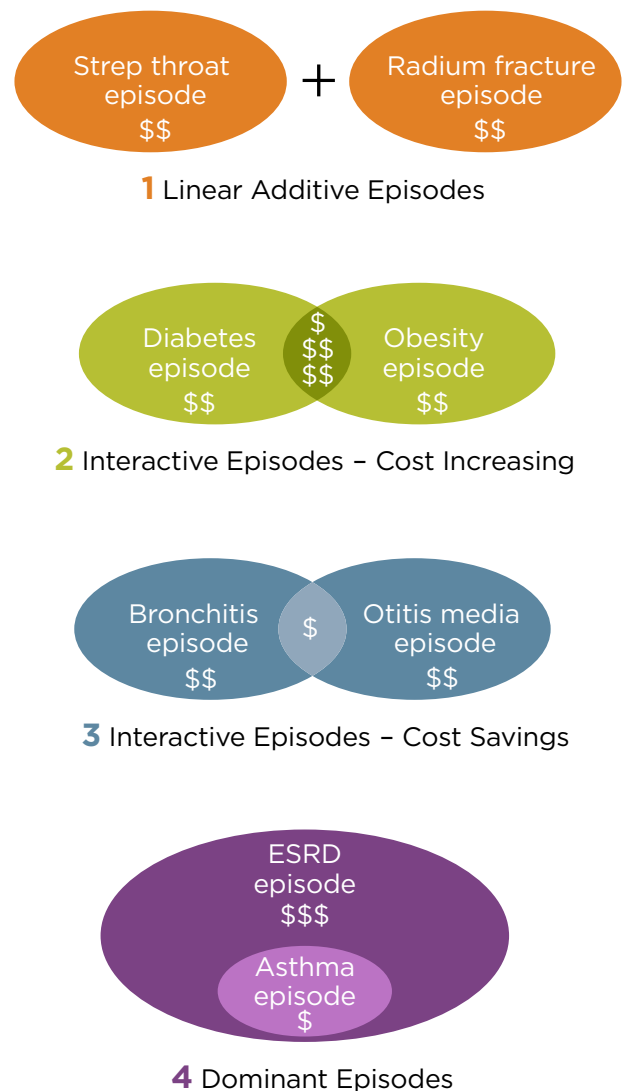 Strep throat
episode
$$
+
Radium fracture
episode
$$
1 Linear Additive Episodes
Diabetes
episode
$$
$
$$
$$
Obesity
episode
$$
2 Interactive Episodes – Cost Increasing
Bronchitis
episode
$$
$
Otitis media
episode
$$
3 Interactive Episodes – Cost Savings
ESRD
episode
$$$
Asthma
episode
$
4 Dominant Episodes